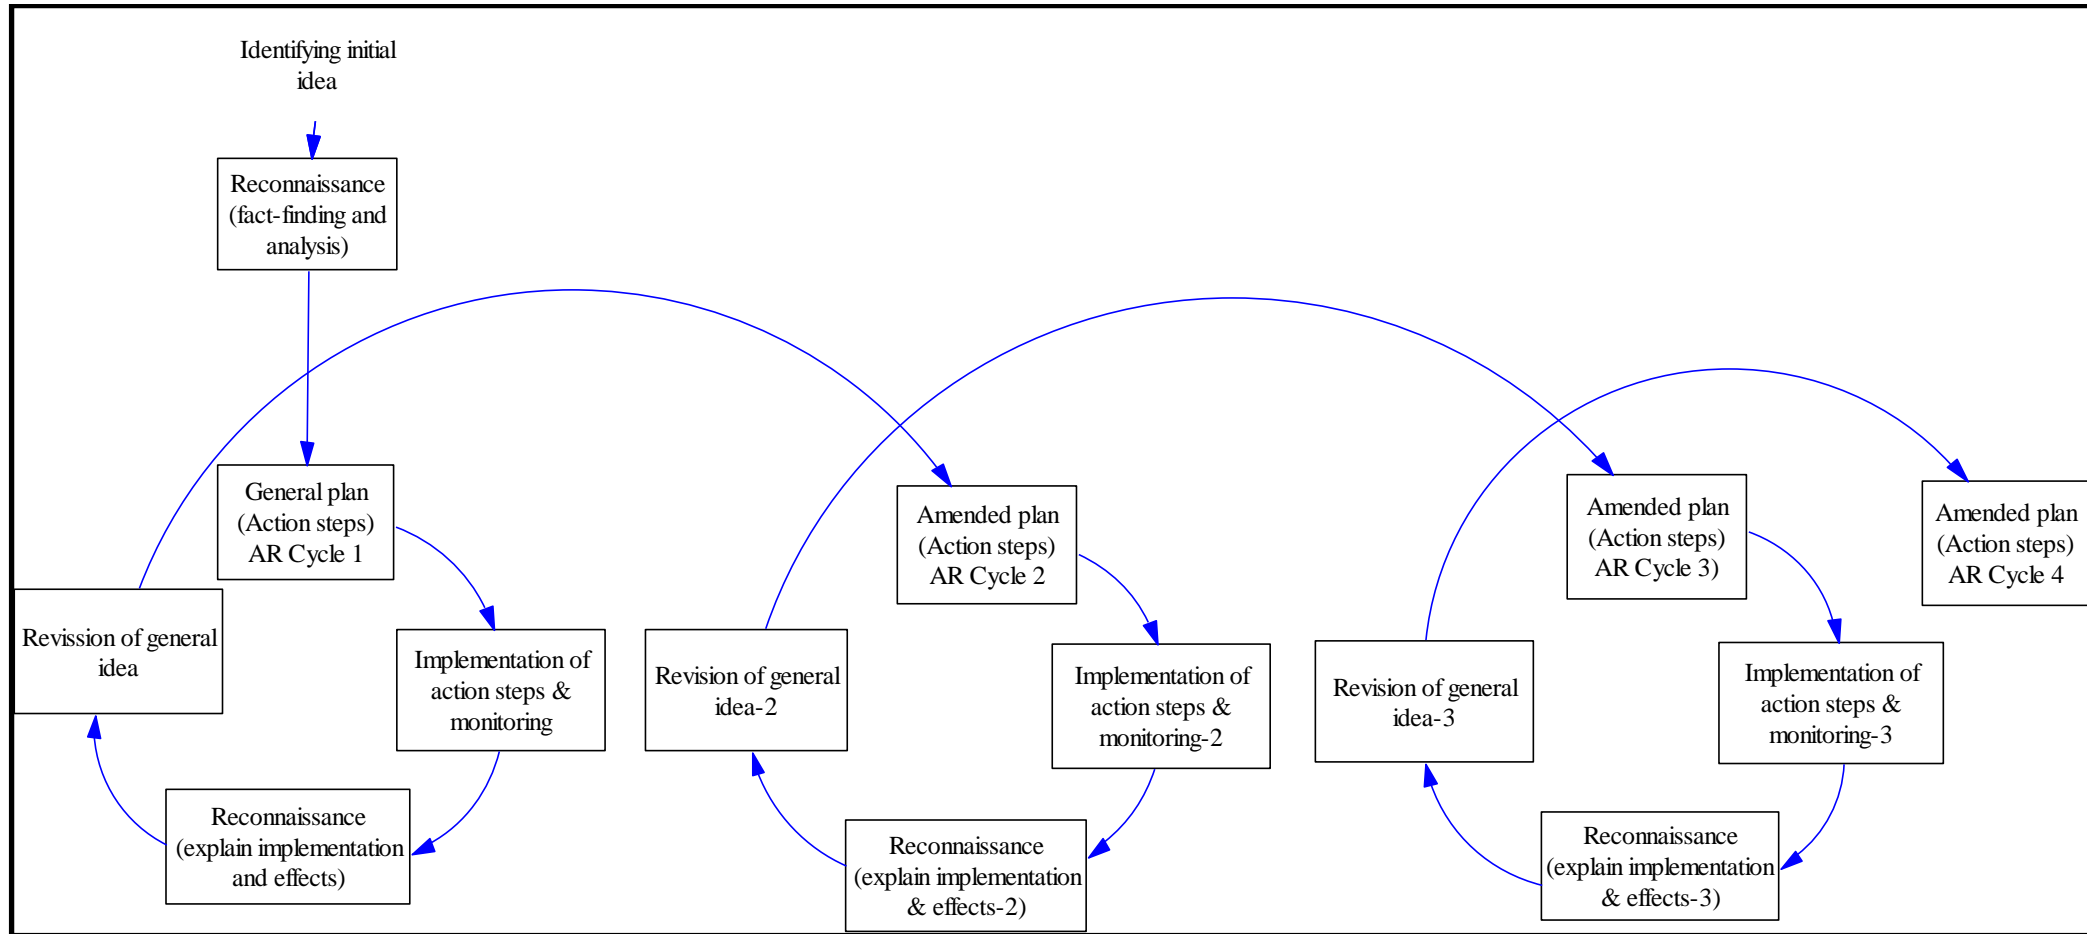 Identifying initial
idea
Reconnaissance
(fact-finding and
analysis)
General plan
(Action steps)
AR Cycle 1
Implementation of
action steps &
monitoring
Reconnaissance
(explain implementation
and effects)
Revission of general
idea
Amended plan
(Action steps)
AR Cycle 2
Implementation of
action steps &
monitoring-2
Reconnaissance
(explain implementation
& effects-2)
Revision of general
idea-2
Amended plan
(Action steps)
AR Cycle 3)
Implementation of
action steps &
monitoring-3
Reconnaissance
(explain implementation
& effects-3)
Revision of general
idea-3
Amended plan
(Action steps)
AR Cycle 4